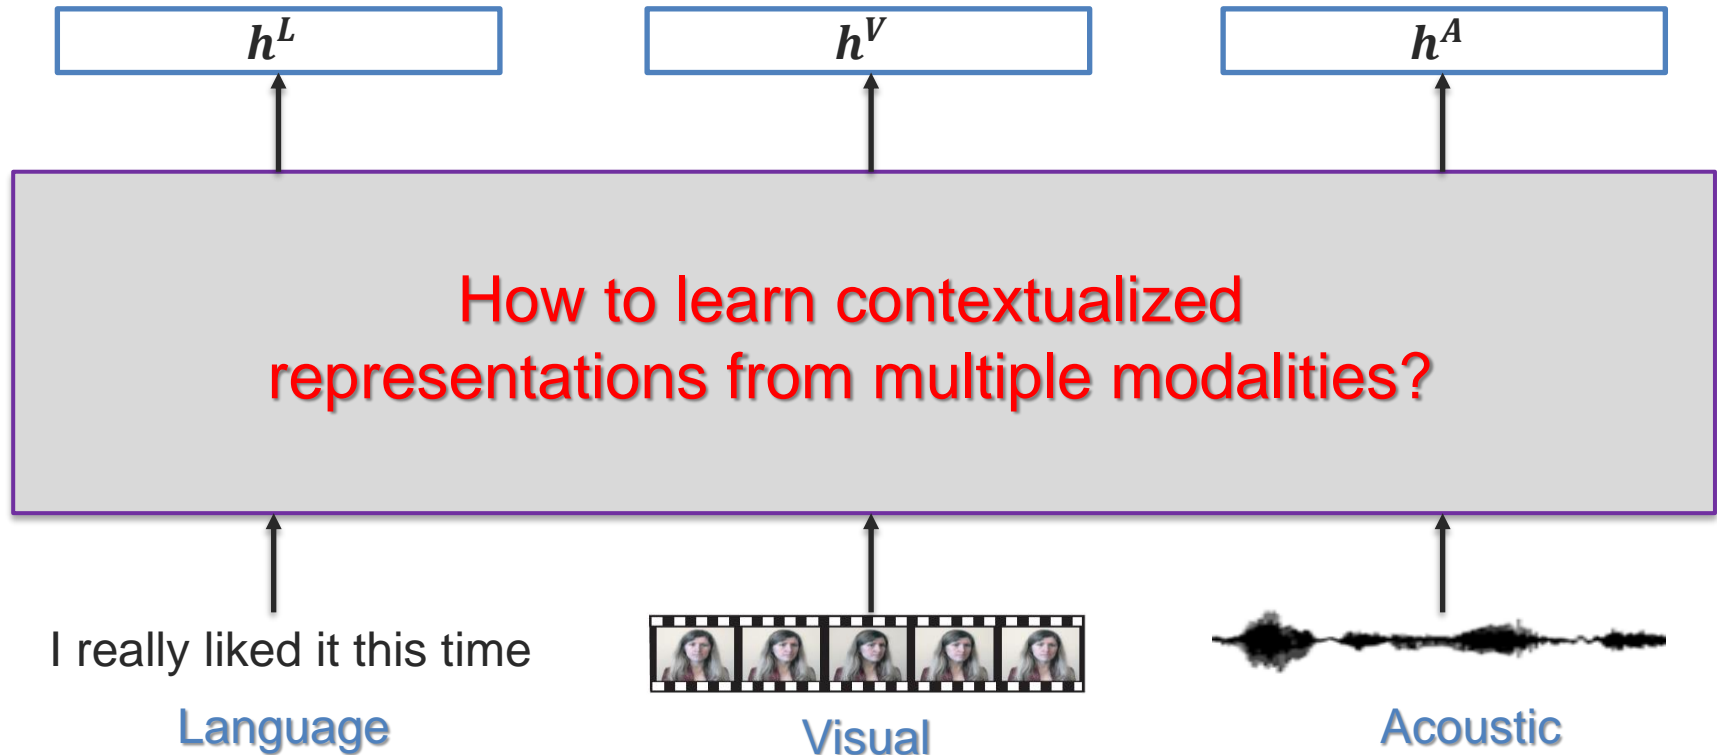 h^L
h^V
h^A
How to learn contextualized
representations from multiple modalities?
I really liked it this time
Language
Visual
Acoustic